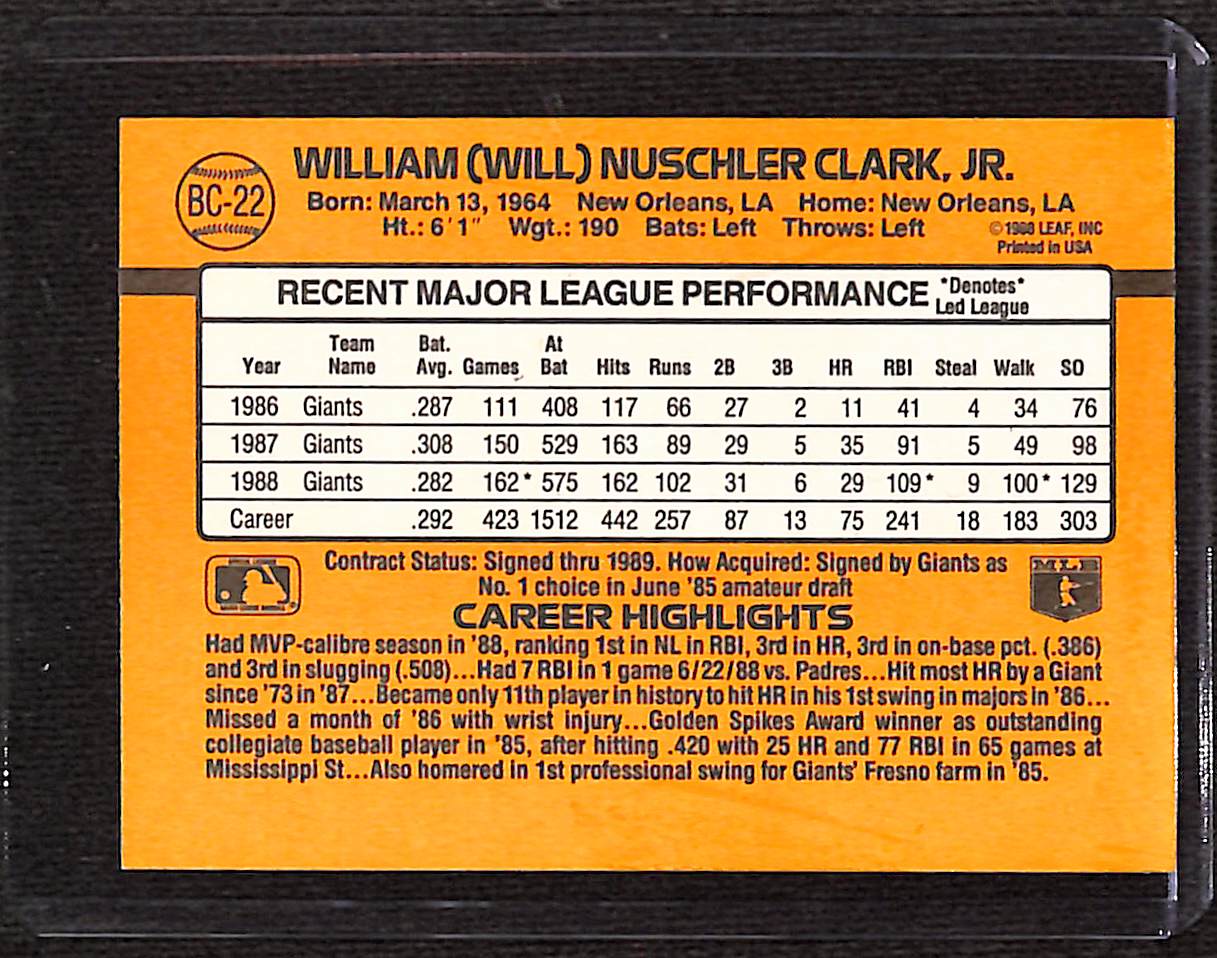 BC-22
WILLIAM (WILL) NUSCHLER CLARK, JR.
Born: March 13, 1964 New Orleans, LA Home: New Orleans, LA
Ht.: 6'1" Wgt.: 190 Bats: Left Throws: Left
©1988 LEAF, INC
Printed in USA
RECENT MAJOR LEAGUE PERFORMANCE *Denotes*
Led League
Team Bat. At
Year Name Avg. Games Bat Hits Runs 2B 3B HR RBI Steal Walk SO
1986 Giants .287 111 408 117 66 27 2 11 41 4 34 76
1987 Giants .308 150 529 163 89 29 5 35 91 5 49 98
1988 Giants .282 162* 575 162 102 31 6 29 109* 9 100* 129
Career .292 423 1512 442 257 87 13 75 241 18 183 303
Contract Status: Signed thru 1989. How Acquired: Signed by Giants as
No. 1 choice in June '85 amateur draft
MLB
CAREER HIGHLIGHTS
Had MVP-calibre season in '88, ranking 1st in NL in RBI, 3rd in HR, 3rd in on-base pct. (.386)
and 3rd in slugging (.508)...Had 7 RBI in 1 game 6/22/88 vs. Padres...Hit most HR by a Giant
since '73 in '87...Became only 11th player in history to hit HR in his 1st swing in majors in '86...
Missed a month of '86 with wrist injury...Golden Spikes Award winner as outstanding
collegiate baseball player in '85, after hitting .420 with 25 HR and 77 RBI in 65 games at
Mississippi St...Also homered in 1st professional swing for Giants' Fresno farm in '85.